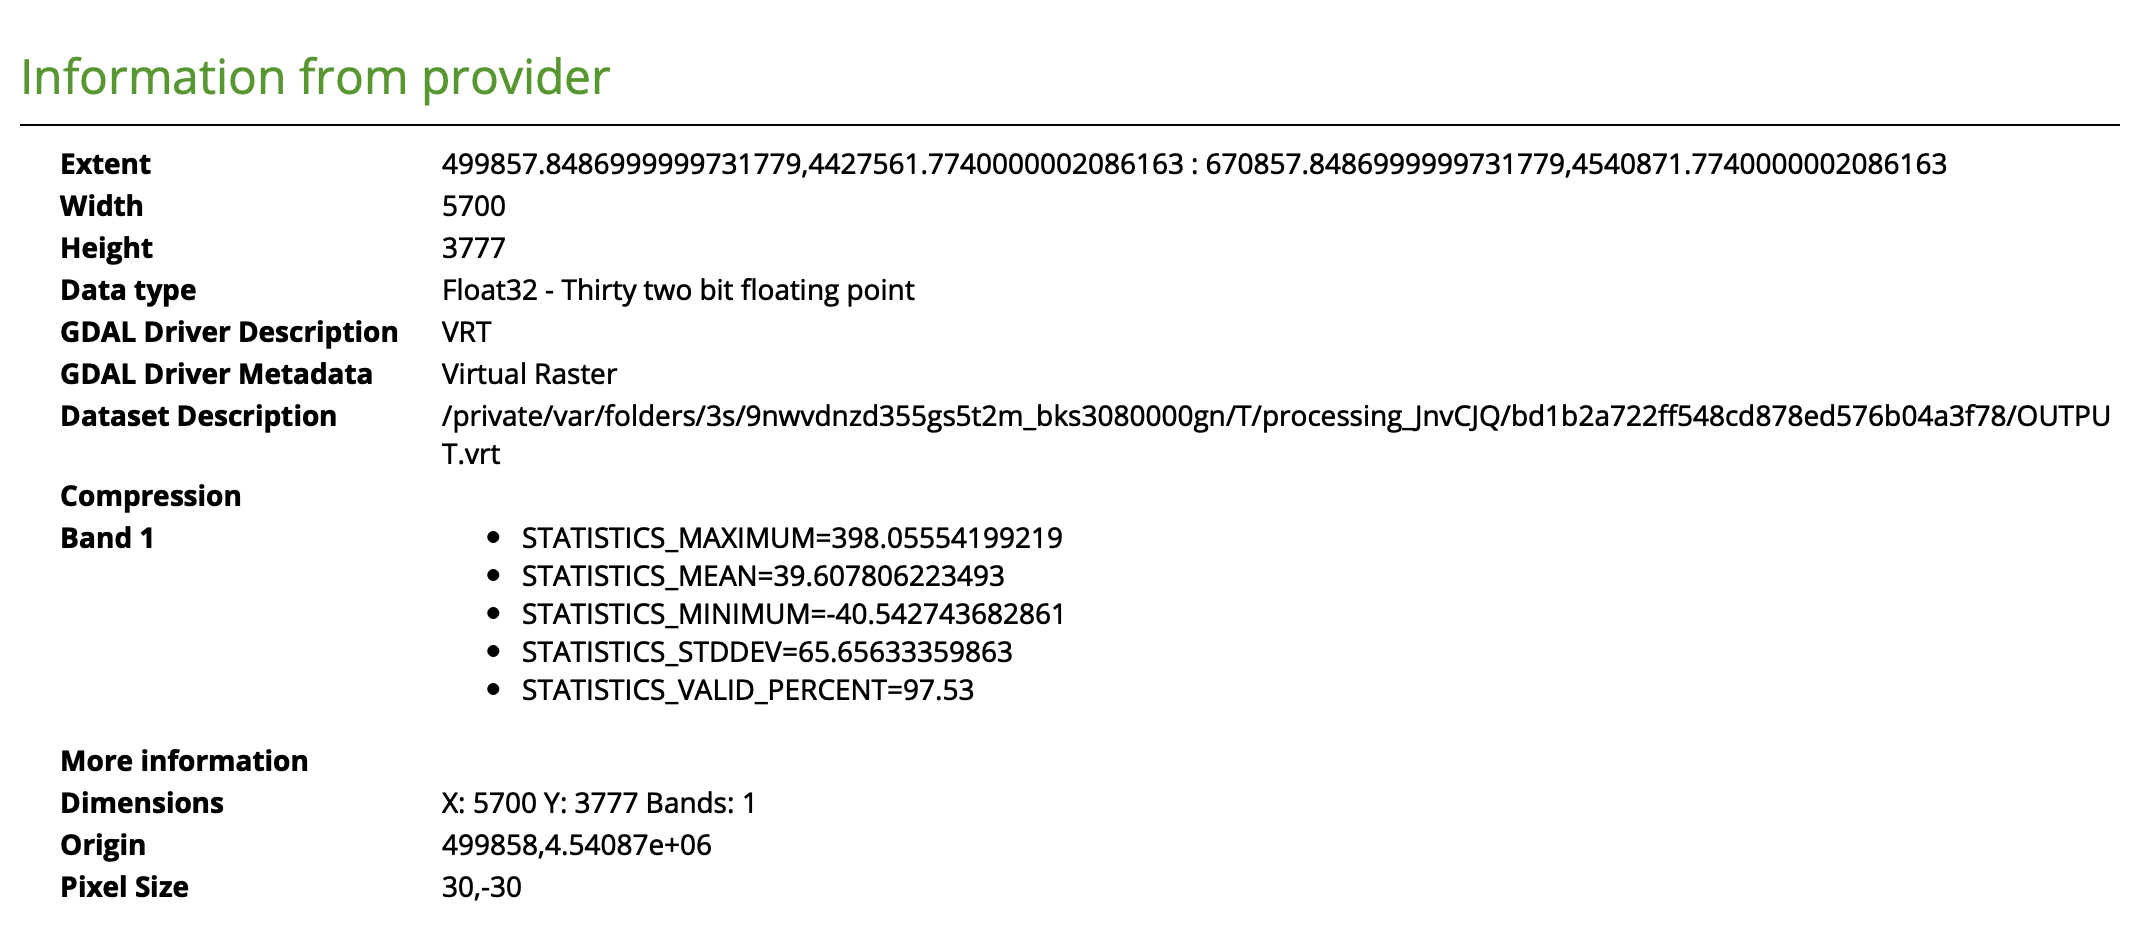 Information from provider
Extent 499857.8486999999731779,4427561.7740000002086163 : 670857.8486999999731779,4540871.7740000002086163
Width 5700
Height 3777
Data type Float32 - Thirty two bit floating point
GDAL Driver Description VRT
GDAL Driver Metadata Virtual Raster
Dataset Description /private/var/folders/3s/9nwvdnzd355gs5t2m_bks3080000gn/T/processing_JnvCJQ/bd1b2a722ff548cd878ed576b04a3f78/OUTPU
T.vrt
Compression
Band 1 • STATISTICS_MAXIMUM=398.05554199219
• STATISTICS_MEAN=39.607806223493
• STATISTICS_MINIMUM=-40.542743682861
• STATISTICS_STDDEV=65.65633359863
• STATISTICS_VALID_PERCENT=97.53
More information
Dimensions X: 5700 Y: 3777 Bands: 1
Origin 499858,4.54087e+06
Pixel Size 30,-30